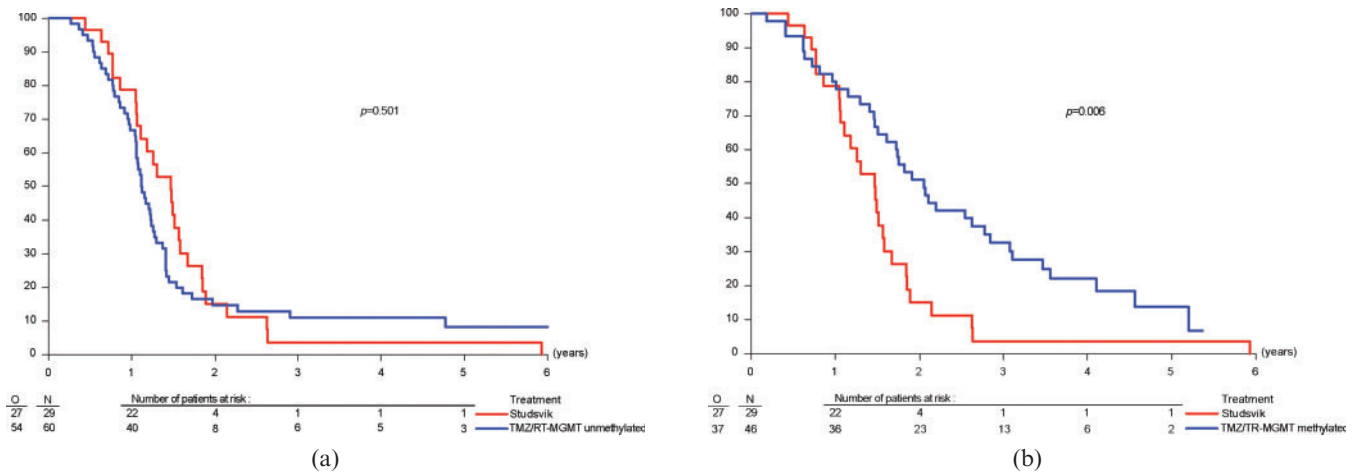 100
90
80
70
60
50
40
30
20
10
0
p=0.501
(years)
0 1 2 3 4 5 6
O N Number of patients at risk : Treatment
27 29 22 4 1 1 1 Studsvik
54 60 40 8 6 5 3 TMZ/RT-MGMT unmethylated
(a)
100
90
80
70
60
50
40
30
20
10
0
p=0.006
(years)
0 1 2 3 4 5 6
O N Number of patients at risk : Treatment
27 29 22 4 1 1 1 Studsvik
37 46 36 23 13 6 2 TMZ/TR-MGMT methylated
(b)